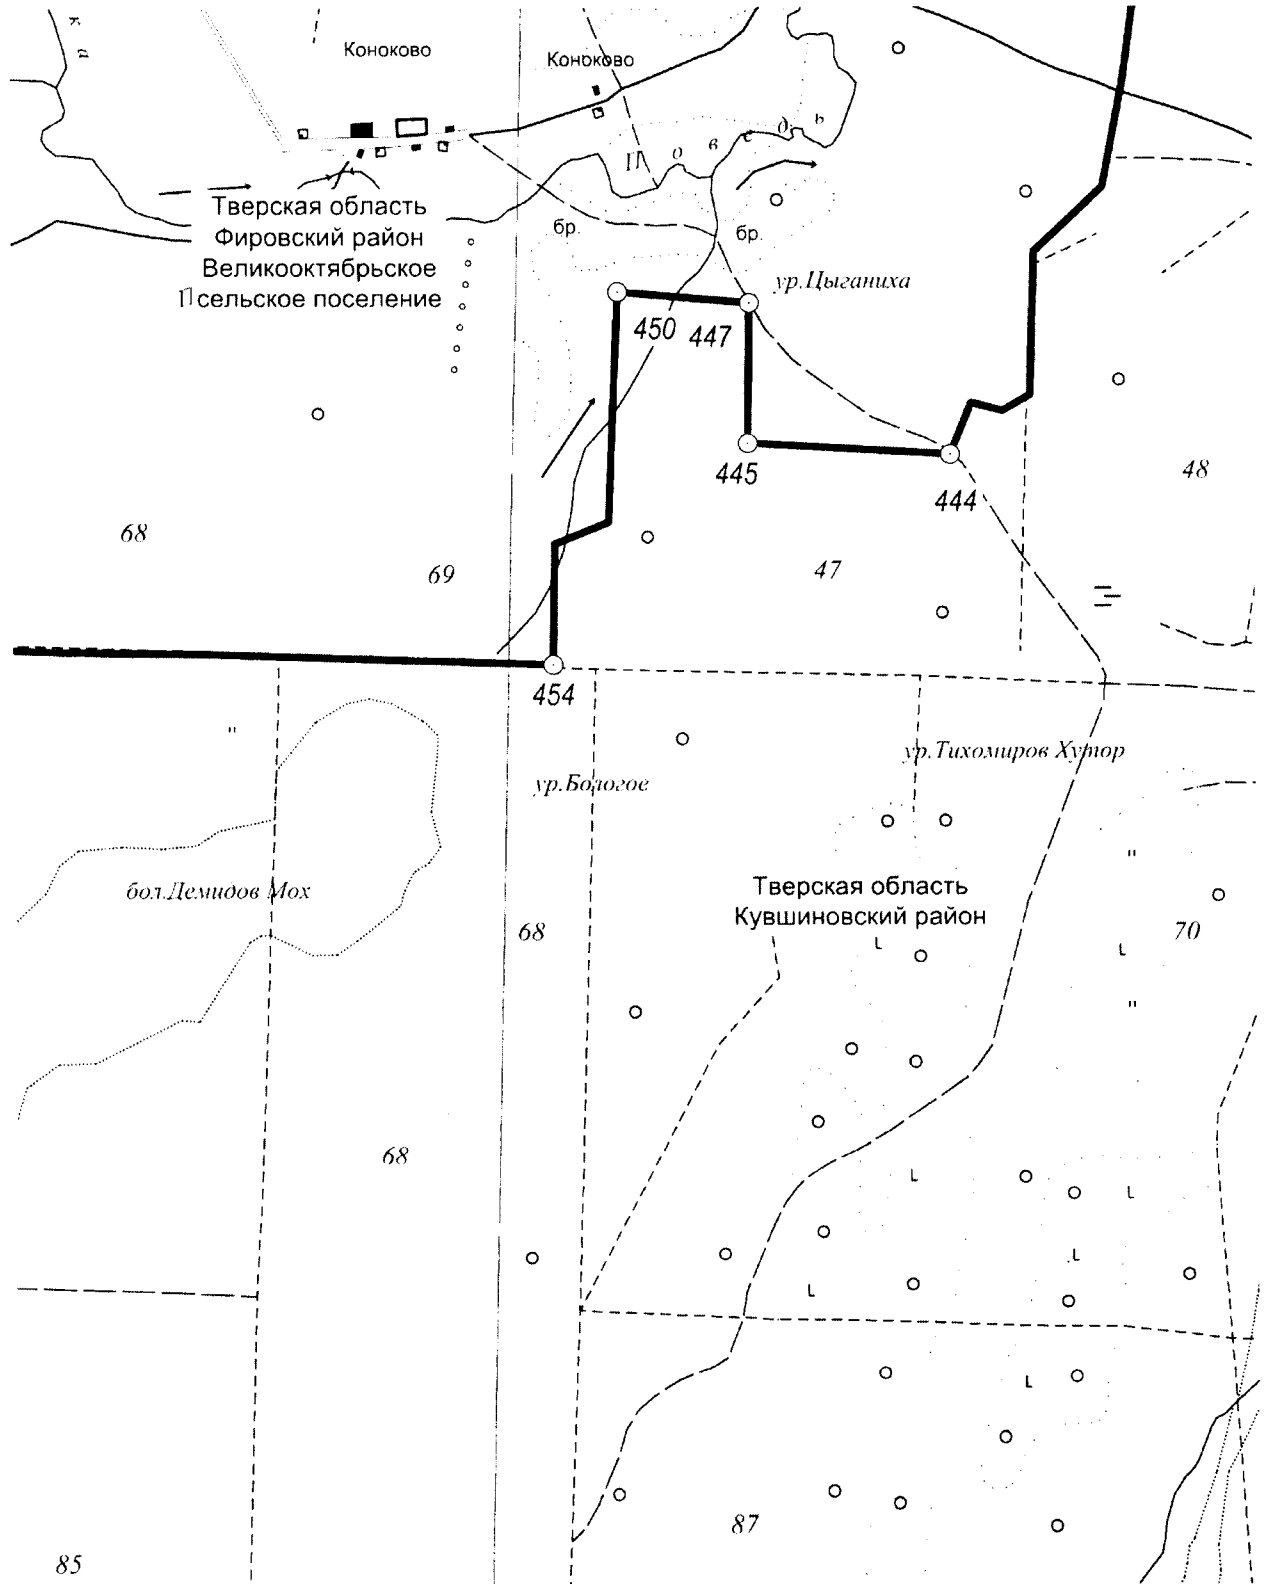 к а
Коноково
Коноково
П о в е д ь
Тверская область
Фировский район
Великооктябрьское
сельское поселение
бр.
бр.
ур.Цыганиха
450
447
445
444
48
68
69
47
454
ур.Тихомиров Хутор
ур.Бологое
Тверская область
Кувшиновский район
бол.Демидов Мох
68
70
68
87
85